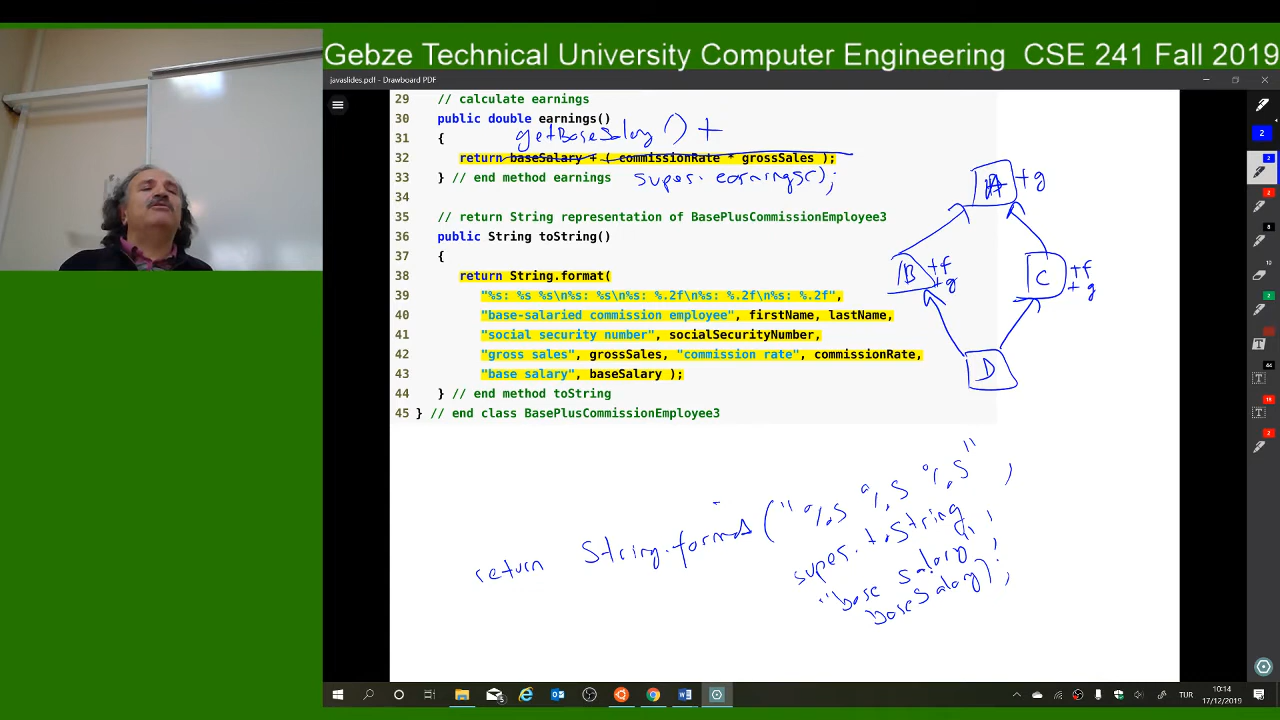 Gebze Technical University Computer Engineering CSE 241 Fall 2019
javaslides.pdf - Drawboard PDF
29 // calculate earnings
30 public double earnings()
31 {
getBaseSalary () +
32 return baseSalary + ( commissionRate * grossSales );
33 } // end method earnings
super. earnings();
34
35 // return String representation of BasePlusCommissionEmployee3
36 public String toString()
37 {
38 return String.format(
39 "%s: %s %s\n%s: %s\n%s: %.2f\n%s: %.2f\n%s: %.2f",
40 "base-salaried commission employee", firstName, lastName,
41 "social security number", socialSecurityNumber,
42 "gross sales", grossSales, "commission rate", commissionRate,
43 "base salary", baseSalary );
44 } // end method toString
45 } // end class BasePlusCommissionEmployee3
A +g
B +f
+g
C +f
+g
D
return String.format("%s %s %s",
super.toString,
"base salary",
baseSalary);
TUR
10:14
17/12/2019